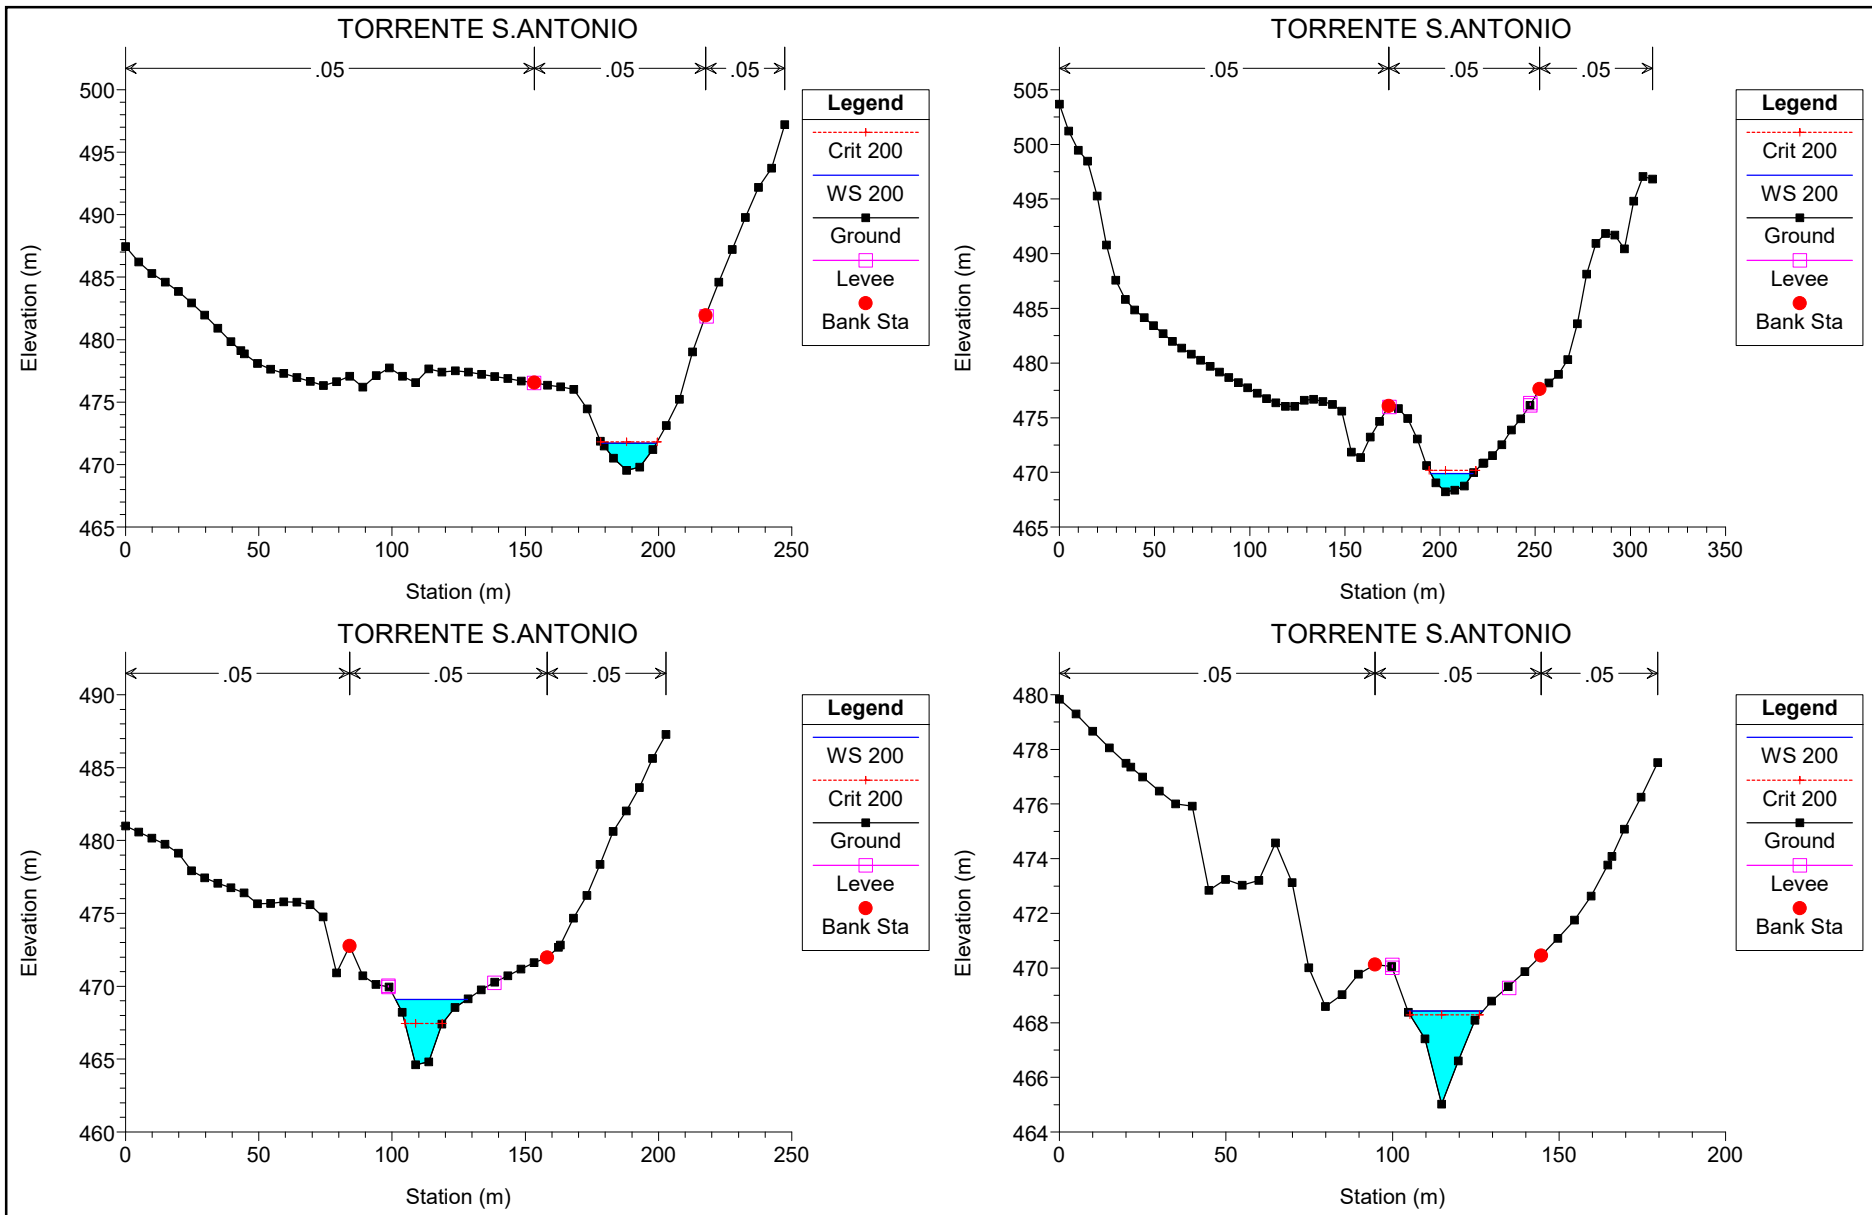 TORRENTE S.ANTONIO
.05 .05 .05
Legend
Crit 200
WS 200
Ground
Levee
Bank Sta
500
495
490
485
480
475
470
465
0 50 100 150 200 250
Elevation (m)
Station (m)
TORRENTE S.ANTONIO
.05 .05 .05
Legend
Crit 200
WS 200
Ground
Levee
Bank Sta
505
500
495
490
485
480
475
470
465
0 50 100 150 200 250 300 350
Elevation (m)
Station (m)
TORRENTE S.ANTONIO
.05 .05 .05
Legend
WS 200
Crit 200
Ground
Levee
Bank Sta
490
485
480
475
470
465
460
0 50 100 150 200 250
Elevation (m)
Station (m)
TORRENTE S.ANTONIO
.05 .05 .05
Legend
WS 200
Crit 200
Ground
Levee
Bank Sta
480
478
476
474
472
470
468
466
464
0 50 100 150 200
Elevation (m)
Station (m)